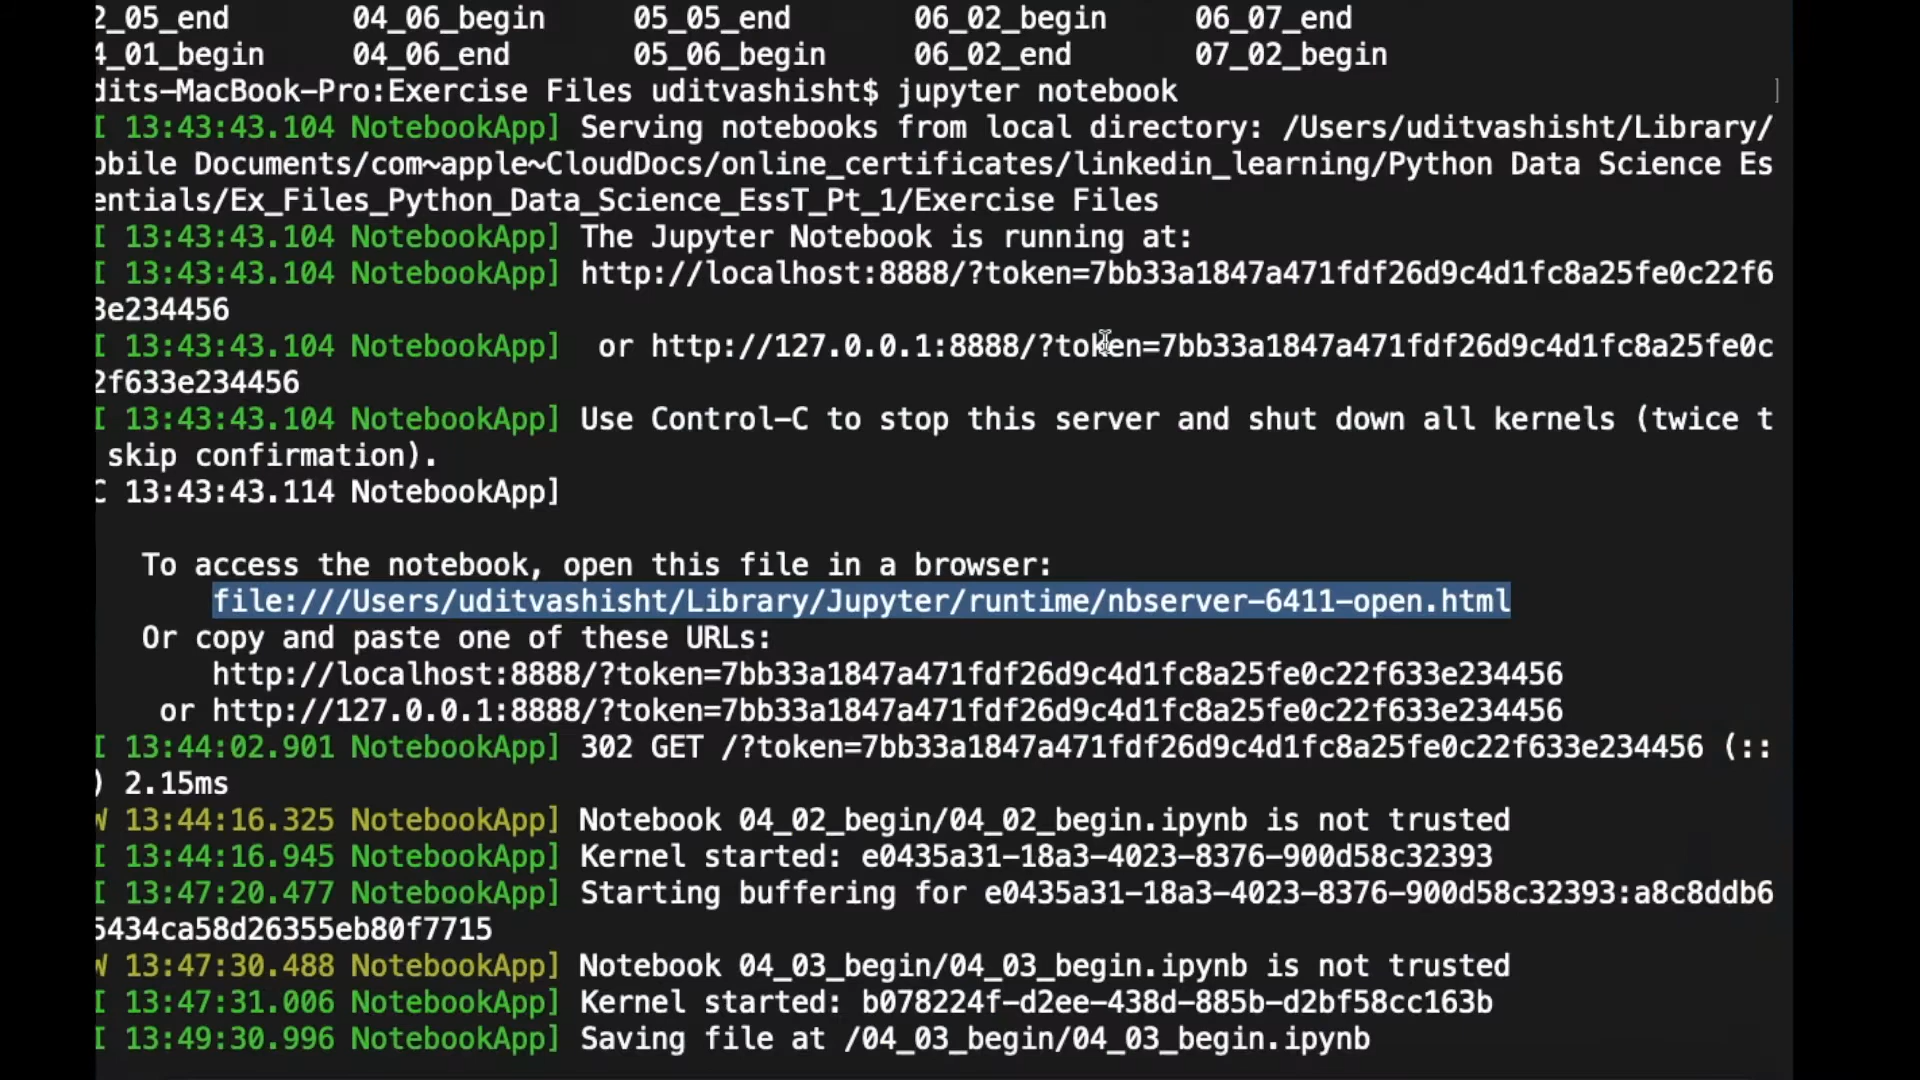 2_05_end 04_06_begin 05_05_end 06_02_begin 06_07_end
4_01_begin 04_06_end 05_06_begin 06_02_end 07_02_begin
dits-MacBook-Pro:Exercise Files uditvashisht$ jupyter notebook ]
I 13:43:43.104 NotebookApp] Serving notebooks from local directory: /Users/uditvashisht/Library/
obile Documents/com~apple~CloudDocs/online_certificates/linkedin_learning/Python Data Science Es
entials/Ex_Files_Python_Data_Science_EssT_Pt_1/Exercise Files
I 13:43:43.104 NotebookApp] The Jupyter Notebook is running at:
I 13:43:43.104 NotebookApp] http://localhost:8888/?token=7bb33a1847a471fdf26d9c4d1fc8a25fe0c22f6
3e234456
I 13:43:43.104 NotebookApp]  or http://127.0.0.1:8888/?token=7bb33a1847a471fdf26d9c4d1fc8a25fe0c
2f633e234456
I 13:43:43.104 NotebookApp] Use Control-C to stop this server and shut down all kernels (twice t
skip confirmation).
C 13:43:43.114 NotebookApp]
To access the notebook, open this file in a browser:
file:///Users/uditvashisht/Library/Jupyter/runtime/nbserver-6411-open.html
Or copy and paste one of these URLs:
http://localhost:8888/?token=7bb33a1847a471fdf26d9c4d1fc8a25fe0c22f633e234456
or http://127.0.0.1:8888/?token=7bb33a1847a471fdf26d9c4d1fc8a25fe0c22f633e234456
I 13:44:02.901 NotebookApp] 302 GET /?token=7bb33a1847a471fdf26d9c4d1fc8a25fe0c22f633e234456 (::
) 2.15ms
W 13:44:16.325 NotebookApp] Notebook 04_02_begin/04_02_begin.ipynb is not trusted
I 13:44:16.945 NotebookApp] Kernel started: e0435a31-18a3-4023-8376-900d58c32393
I 13:47:20.477 NotebookApp] Starting buffering for e0435a31-18a3-4023-8376-900d58c32393:a8c8ddb6
5434ca58d26355eb80f7715
W 13:47:30.488 NotebookApp] Notebook 04_03_begin/04_03_begin.ipynb is not trusted
I 13:47:31.006 NotebookApp] Kernel started: b078224f-d2ee-438d-885b-d2bf58cc163b
I 13:49:30.996 NotebookApp] Saving file at /04_03_begin/04_03_begin.ipynb